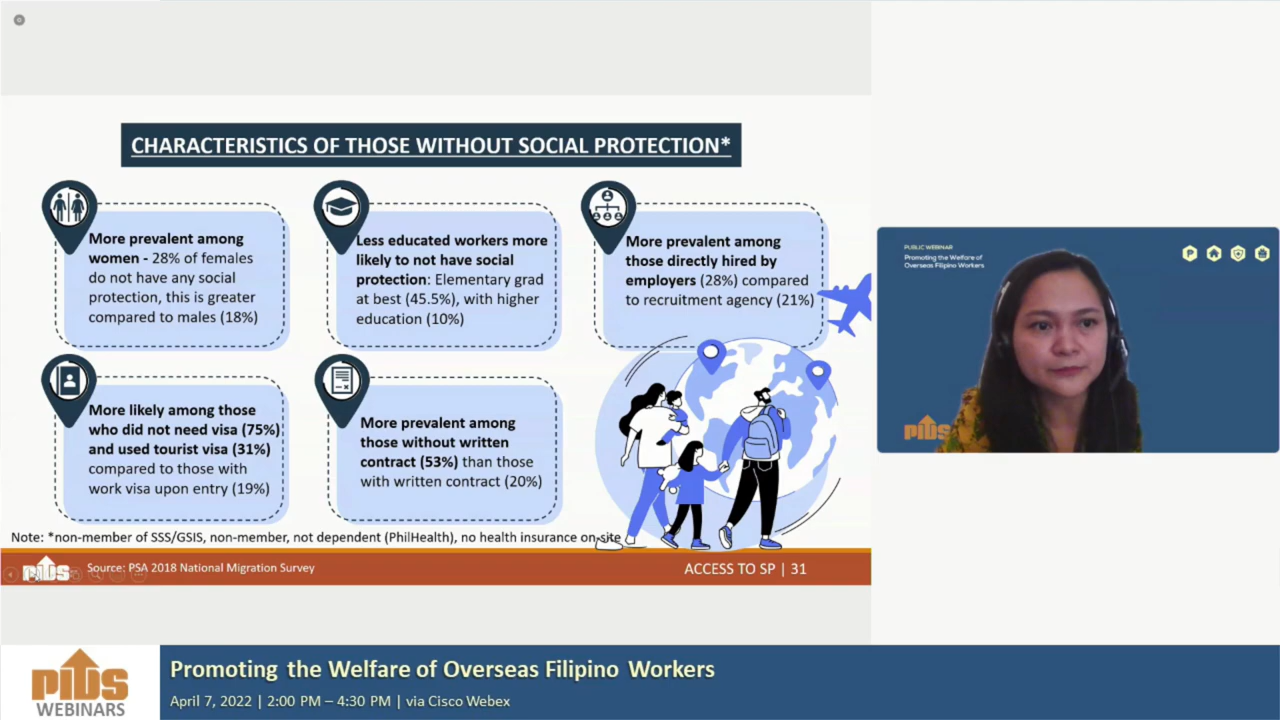 CHARACTERISTICS OF THOSE WITHOUT SOCIAL PROTECTION*
More prevalent among
women - 28% of females
do not have any social
protection, this is greater
compared to males (18%)
Less educated workers more
likely to not have social
protection: Elementary grad
at best (45.5%), with higher
education (10%)
More prevalent among
those directly hired by
employers (28%) compared
to recruitment agency (21%)
More likely among those
who did not need visa (75%)
and used tourist visa (31%)
compared to those with
work visa upon entry (19%)
More prevalent among
those without written
contract (53%) than those
with written contract (20%)
Note: *non-member of SSS/GSIS, non-member, not dependent (PhilHealth), no health insurance on-site
PIDS
Source: PSA 2018 National Migration Survey
ACCESS TO SP | 31
PUBLIC WEBINAR
Promoting the Welfare of
Overseas Filipino Workers
P
PIDS
PIDS
WEBINARS
Promoting the Welfare of Overseas Filipino Workers
April 7, 2022 | 2:00 PM – 4:30 PM | via Cisco Webex